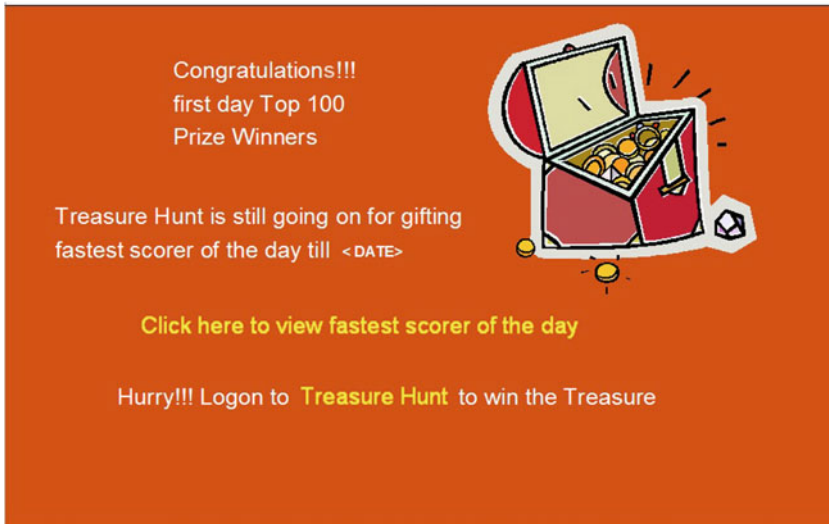 Congratulations!!!
first day Top 100
Prize Winners
Treasure Hunt is still going on for gifting
fastest scorer of the day till <DATE>
Click here to view fastest scorer of the day
Hurry!!! Logon to Treasure Hunt to win the Treasure